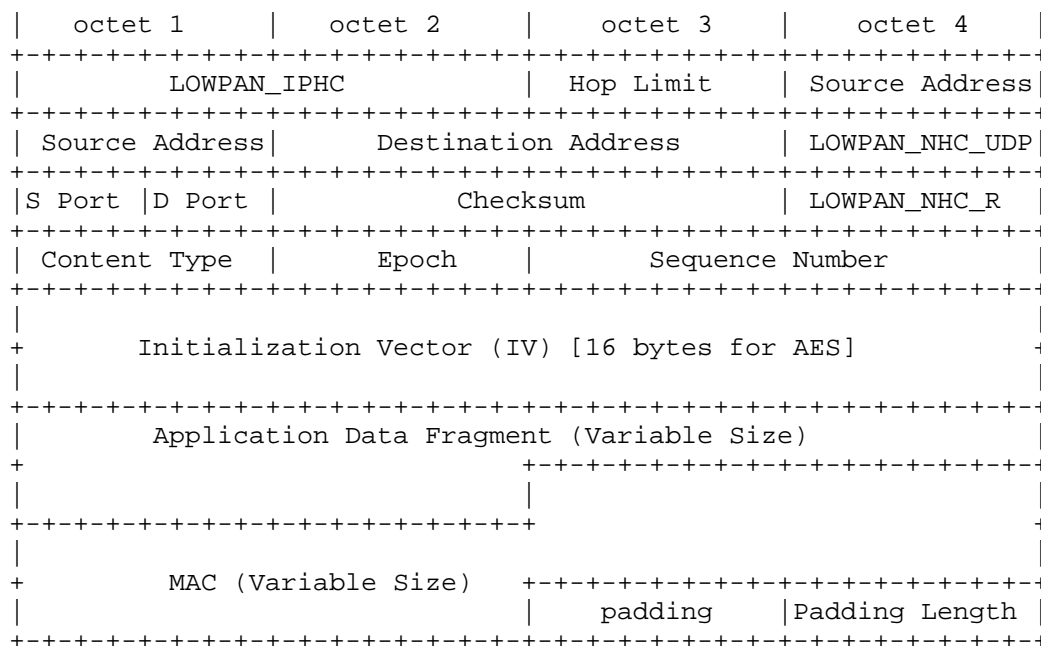 octet 1 octet 2 octet 3 octet 4
LOWPAN_IPHC Hop Limit Source Address
Source Address Destination Address LOWPAN_NHC_UDP
S Port D Port Checksum LOWPAN_NHC_R
Content Type Epoch Sequence Number
Initialization Vector (IV) [16 bytes for AES]
Application Data Fragment (Variable Size)
MAC (Variable Size)
padding Padding Length